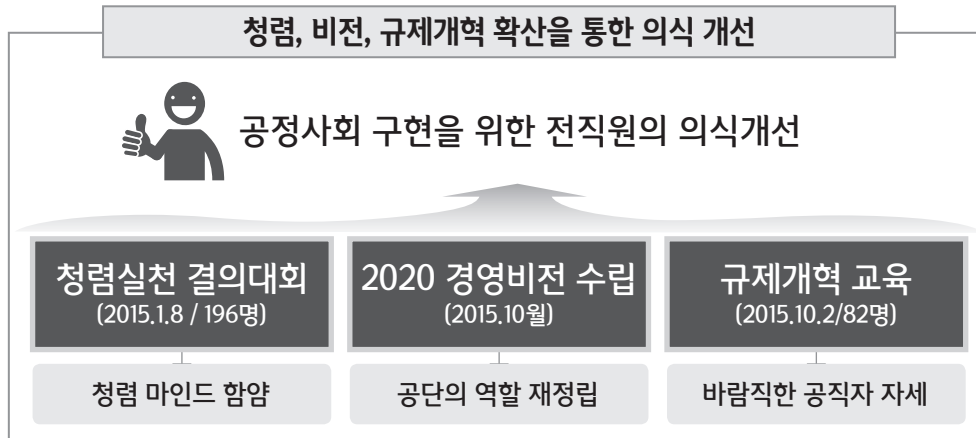 청렴, 비전, 규제개혁 확산을 통한 의식 개선
공정사회 구현을 위한 전직원의 의식개선
청렴실천 결의대회
(2015.1.8 / 196명)
청렴 마인드 함양
2020 경영비전 수립
(2015.10월)
공단의 역할 재정립
규제개혁 교육
(2015.10.2/82명)
바람직한 공직자 자세